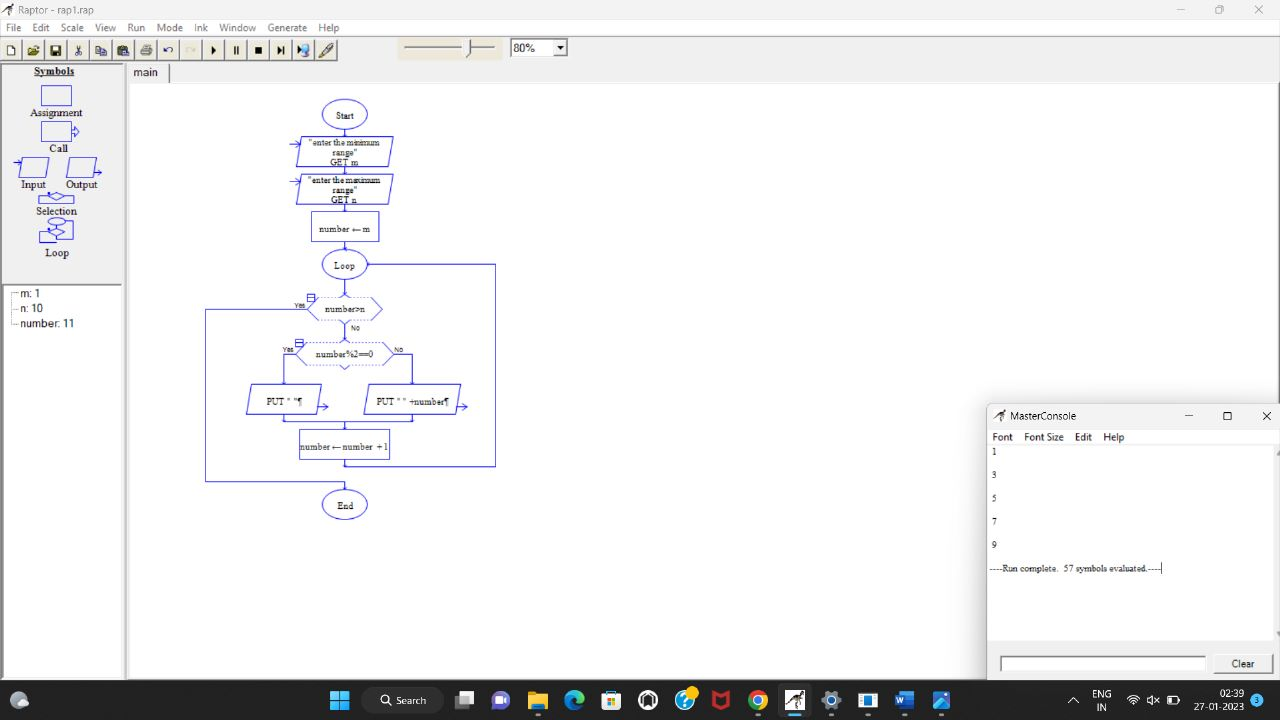 Raptor - rap1.rap
File Edit Scale View Run Mode Ink Window Generate Help
80%
Symbols
Assignment
Call
Input Output
Selection
Loop
m: 1
n: 10
number: 11
main
Start
"enter the minimum
range"
GET m
"enter the maximum
range"
GET n
number ← m
Loop
Yes
number>n
No
Yes
number%2==0
No
PUT " "¶
PUT " " +number¶
number ← number + 1
End
MasterConsole
Font Font Size Edit Help
1
3
5
7
9
----Run complete. 57 symbols evaluated.----
Clear
Search
ENG
IN
02:39
27-01-2023
3